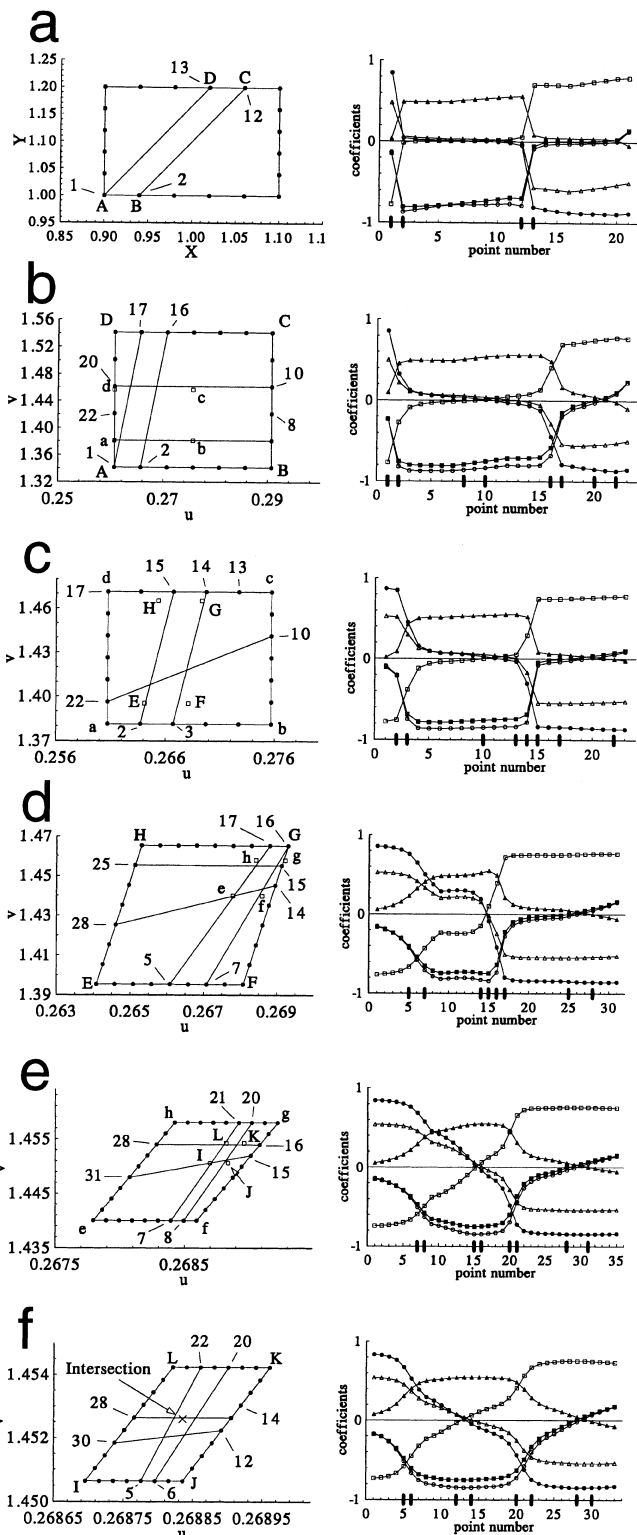 a
1.25
1.20
1.15
1.10
1.05
1.00
0.95
Y
0.85 0.90 0.95 1.00 1.05 1.1
X
13 D C
12
1 2
A B
1
0
-1
coefficients
0 5 10 15 20
point number
b
1.56
1.52
1.48
1.44
1.40
1.36
1.32
v
0.25 0.27 0.29
u
D 17 16 C
20 10
d c
22 8
a b
1 2
A B
1
0
-1
coefficients
0 5 10 15 20
point number
c
1.46
1.43
1.40
1.37
v
0.256 0.266 0.276
u
d 15 14 13 c
17
H G
10
22 E F
a 2 3 b
1
0
-1
coefficients
0 5 10 15 20
point number
d
1.47
1.45
1.43
1.41
1.39
v
0.263 0.265 0.267 0.269
u
H 17 16 G
25 h g
15
e
28 f 14
5 7
E F
1
0
-1
coefficients
0 5 10 15 20 25 30
point number
e
1.455
1.445
1.435
0.2675 0.2685
u
h 21 20 g
28 L K 16
I 15
31 J
e 7 8 f
1
0
-1
coefficients
0 5 10 15 20 25 30 35
point number
f
1.454
1.452
1.450
0.26865 0.26875 0.26885 0.26895
u
L 22 20 K
Intersection
28 14
30 12
I 5 6 J
1
0
-1
coefficients
0 5 10 15 20 25 30
point number